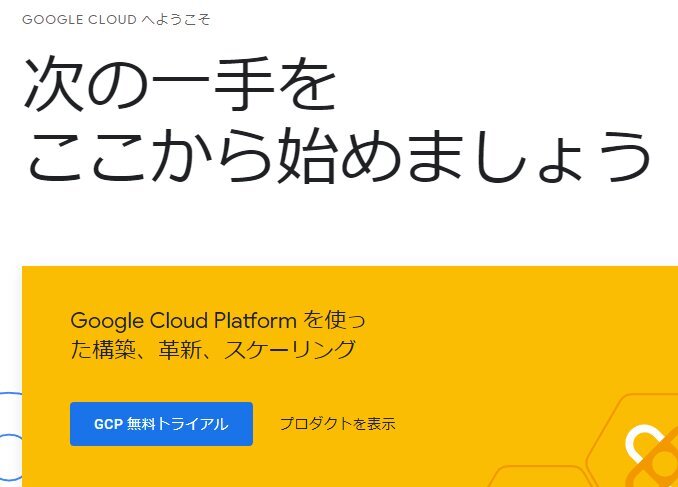 GOOGLE CLOUD へようこそ
次の一手を
ここから始めましょう
Google Cloud Platform を使っ
た構築、革新、スケーリング
GCP 無料トライアル
プロダクトを表示